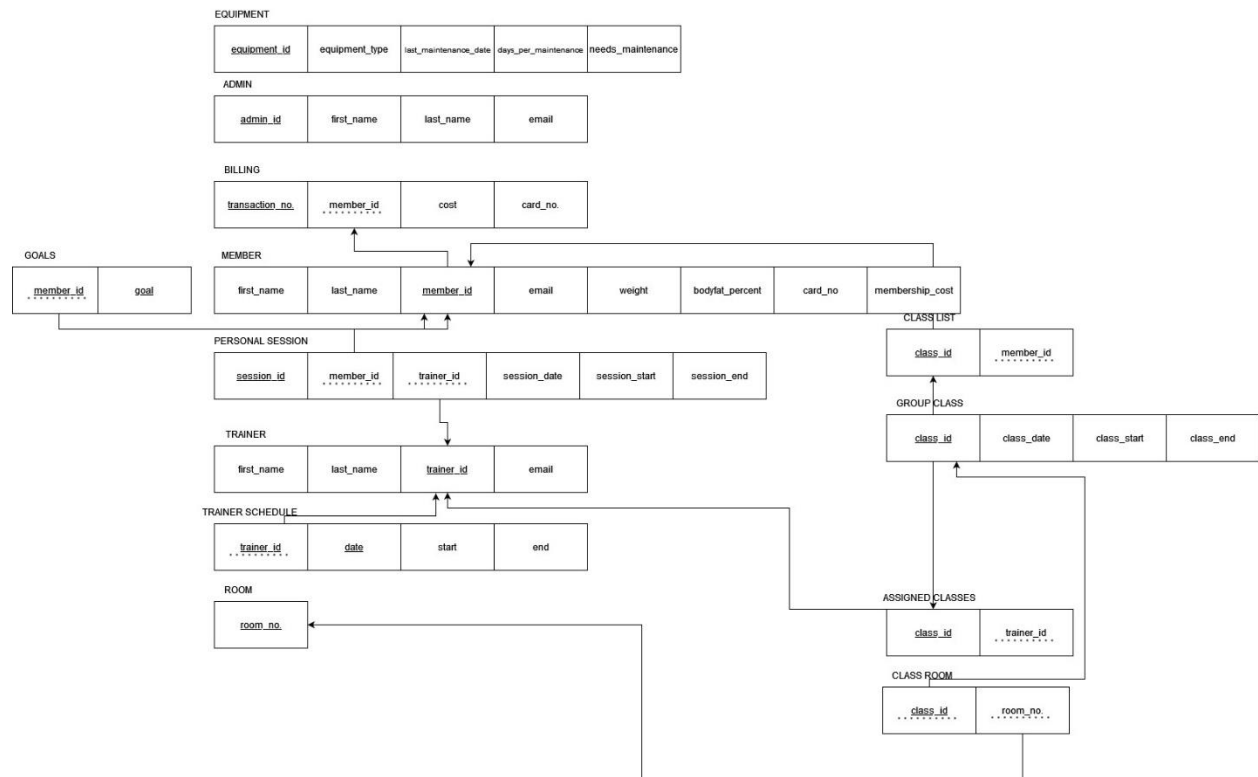 EQUIPMENT
equipment_id equipment_type last_maintenance_date days_per_maintenance needs_maintenance
ADMIN
admin_id first_name last_name email
BILLING
transaction_no. member_id cost card_no.
GOALS
member_id goal
MEMBER
first_name last_name member_id email weight bodyfat_percent card_no membership_cost
CLASS LIST
class_id member_id
PERSONAL SESSION
session_id member_id trainer_id session_date session_start session_end
GROUP CLASS
class_id class_date class_start class_end
TRAINER
first_name last_name trainer_id email
TRAINER SCHEDULE
trainer_id date start end
ROOM
room_no.
ASSIGNED CLASSES
class_id trainer_id
CLASS ROOM
class_id room_no.